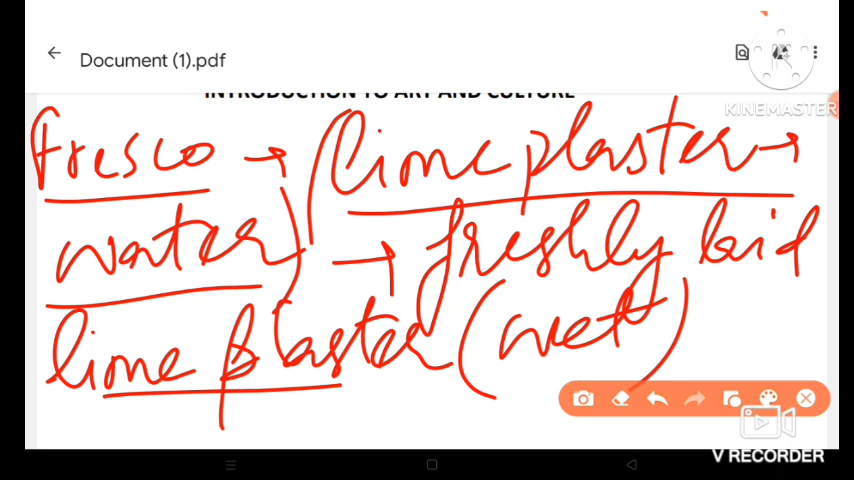 Document (1).pdf
INTRODUCTION TO ART AND CULTURE
KINEMASTER
fresco → (lime plaster →
water) → freshly laid
lime plaster (wet)
V RECORDER